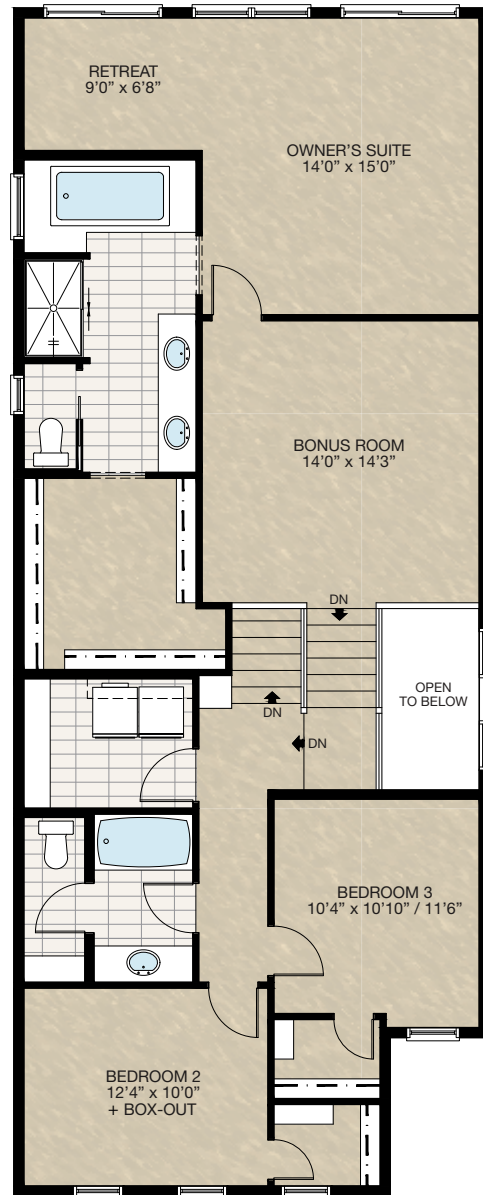 RETREAT
9’0” x 6’8”
OWNER’S SUITE
14’0” x 15’0”
BONUS ROOM
14’0” x 14’3”
DN
OPEN
TO BELOW
DN
DN
BEDROOM 3
10’4” x 10’10” / 11’6”
BEDROOM 2
12’4” x 10’0”
+ BOX-OUT